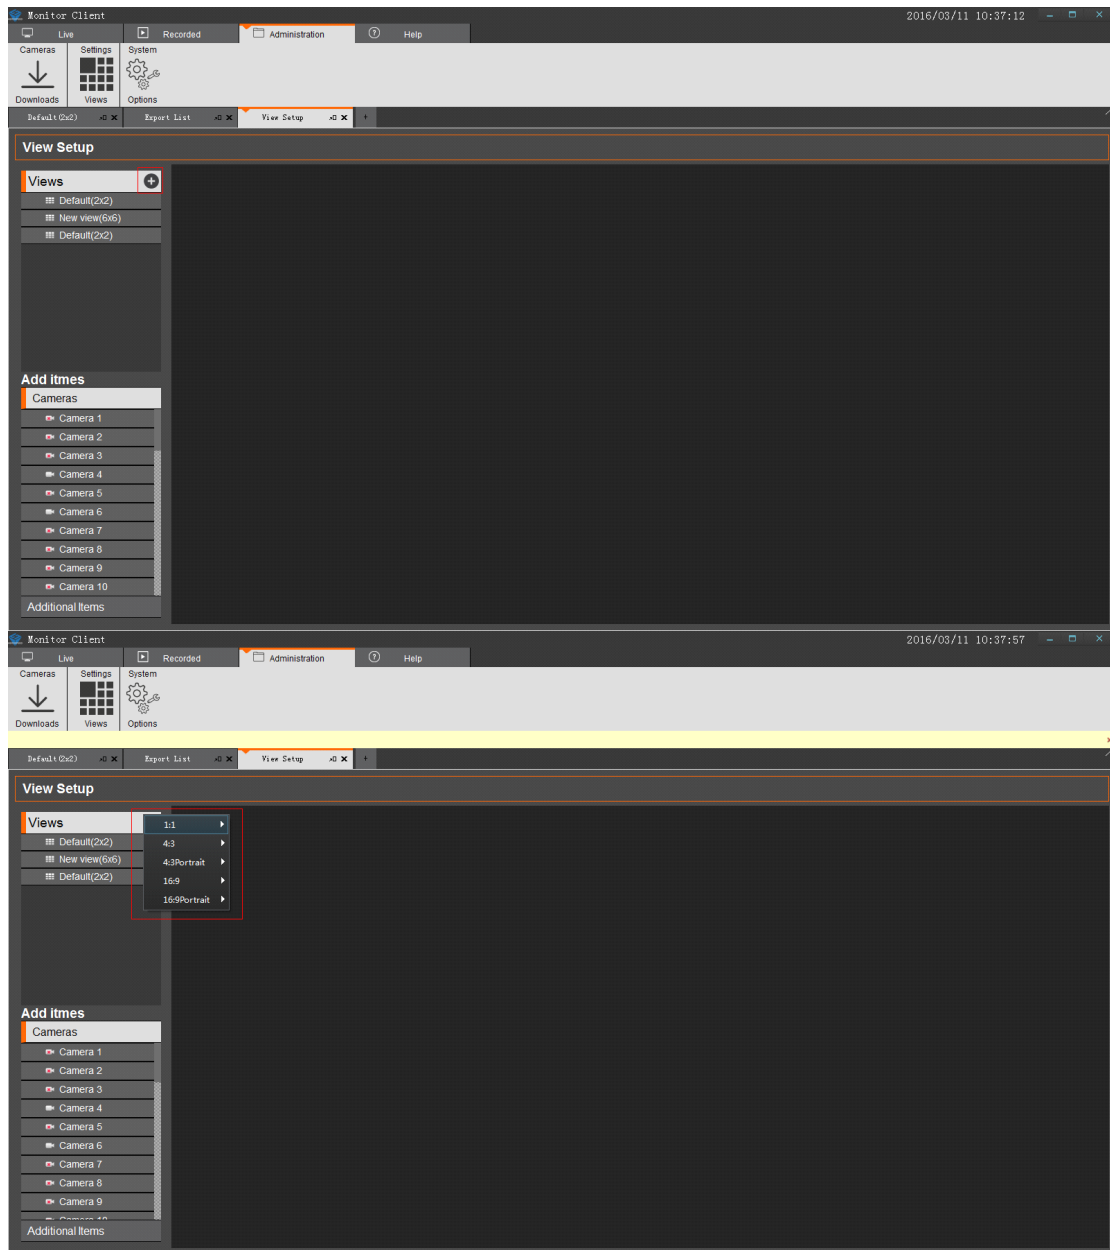 Monitor Client 2016/03/11 10:37:12
Live Recorded Administration Help
Cameras Settings System
Downloads Views Options
Default(2x2) Export List View Setup +
View Setup
Views
Default(2x2)
New view(6x6)
Default(2x2)
Add itmes
Cameras
Camera 1
Camera 2
Camera 3
Camera 4
Camera 5
Camera 6
Camera 7
Camera 8
Camera 9
Camera 10
Additional Items
Monitor Client 2016/03/11 10:37:57
Live Recorded Administration Help
Cameras Settings System
Downloads Views Options
Default(2x2) Export List View Setup +
View Setup
Views
1:1
Default(2x2)
4:3
New view(6x6)
4:3Portrait
Default(2x2)
16:9
16:9Portrait
Add itmes
Cameras
Camera 1
Camera 2
Camera 3
Camera 4
Camera 5
Camera 6
Camera 7
Camera 8
Camera 9
Camera 10
Additional Items